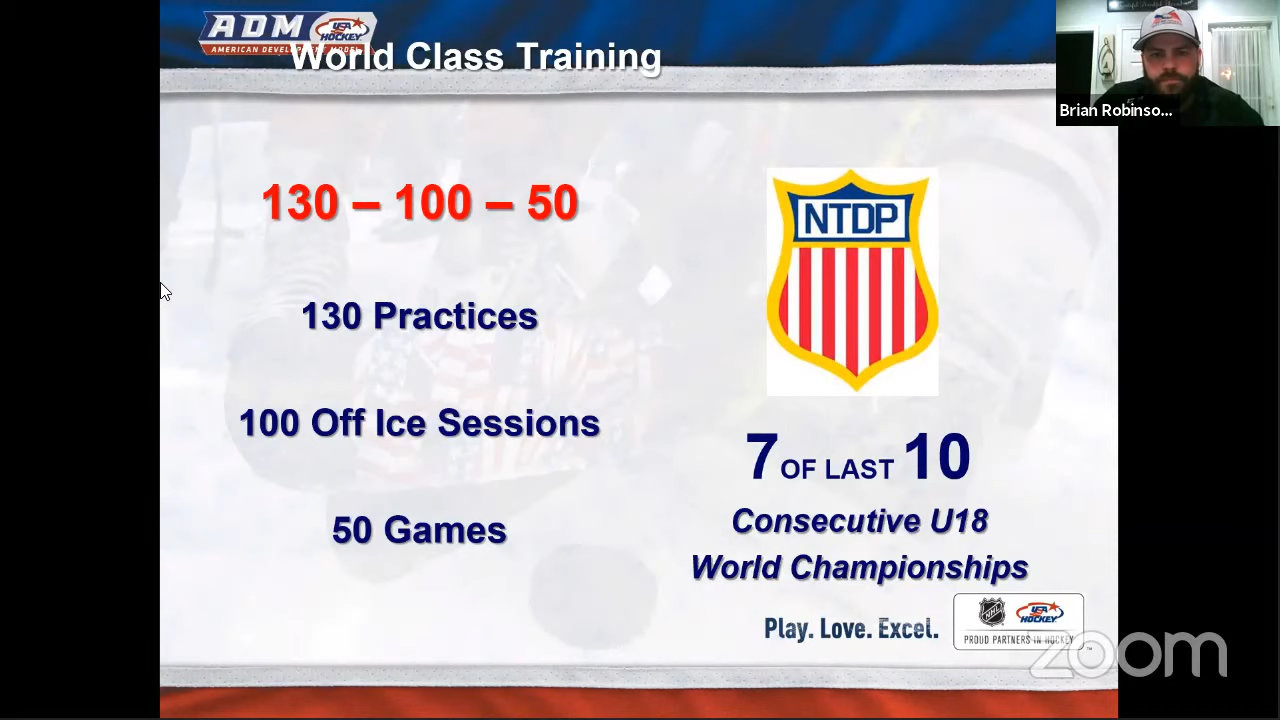 ADM
USA HOCKEY
AMERICAN DEVELOPMENT MODEL
World Class Training
Brian Robinso...
130 – 100 – 50
NTDP
130 Practices
100 Off Ice Sessions
50 Games
7 OF LAST 10
Consecutive U18
World Championships
Play. Love. Excel.
NHL
USA HOCKEY
PROUD PARTNERS IN HOCKEY
zoom